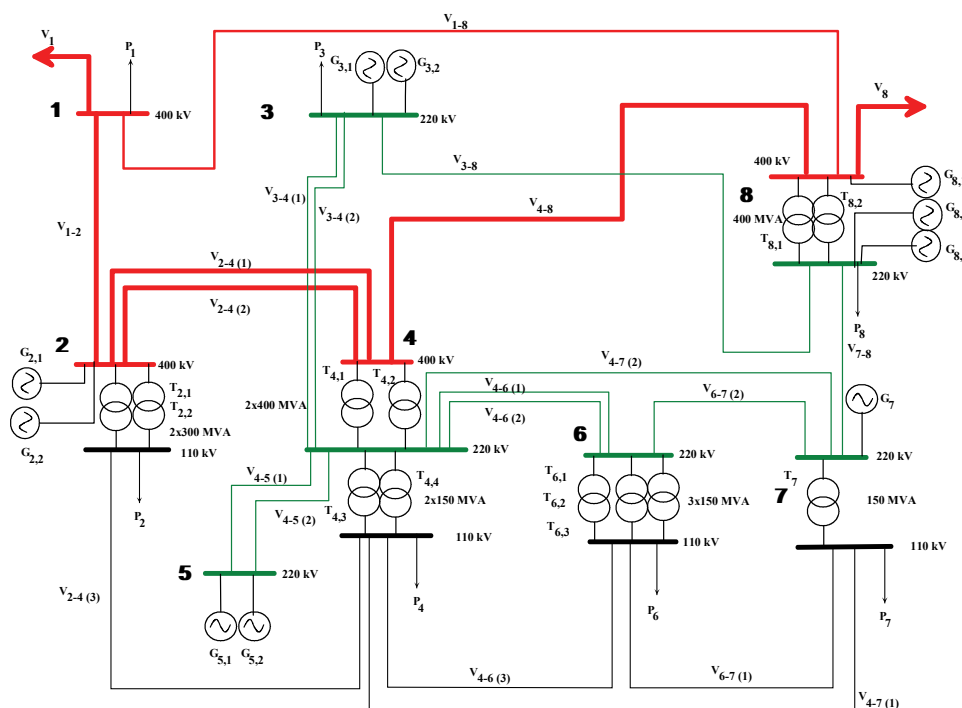 V1
P1
V1–8
P3
G3,1
G3,2
1
400 kV
3
220 kV
V8
V3–8
V3–4 (1)
V3–4 (2)
V4–8
400 kV
8
G8,
T8,2
400 MVA
G8,
T8,1
G8,
220 kV
V1–2
V2–4 (1)
V2–4 (2)
P8
V7–8
2
400 kV
4
400 kV
G2,1
T2,1
T2,2
T4,1
T4,2
V4–7 (2)
V4–6 (1)
V4–6 (2)
V6–7 (2)
G7
2x400 MVA
G2,2
2x300 MVA
110 kV
220 kV
6
220 kV
220 kV
P2
V4–5 (1)
V4–5 (2)
T4,4
2x150 MVA
T4,3
T6,1
T6,2
T6,3
3x150 MVA
T7
7
150 MVA
110 kV
110 kV
110 kV
5
220 kV
V2–4 (3)
P4
P6
P7
G5,1
G5,2
V4–6 (3)
V6–7 (1)
V4–7 (1)